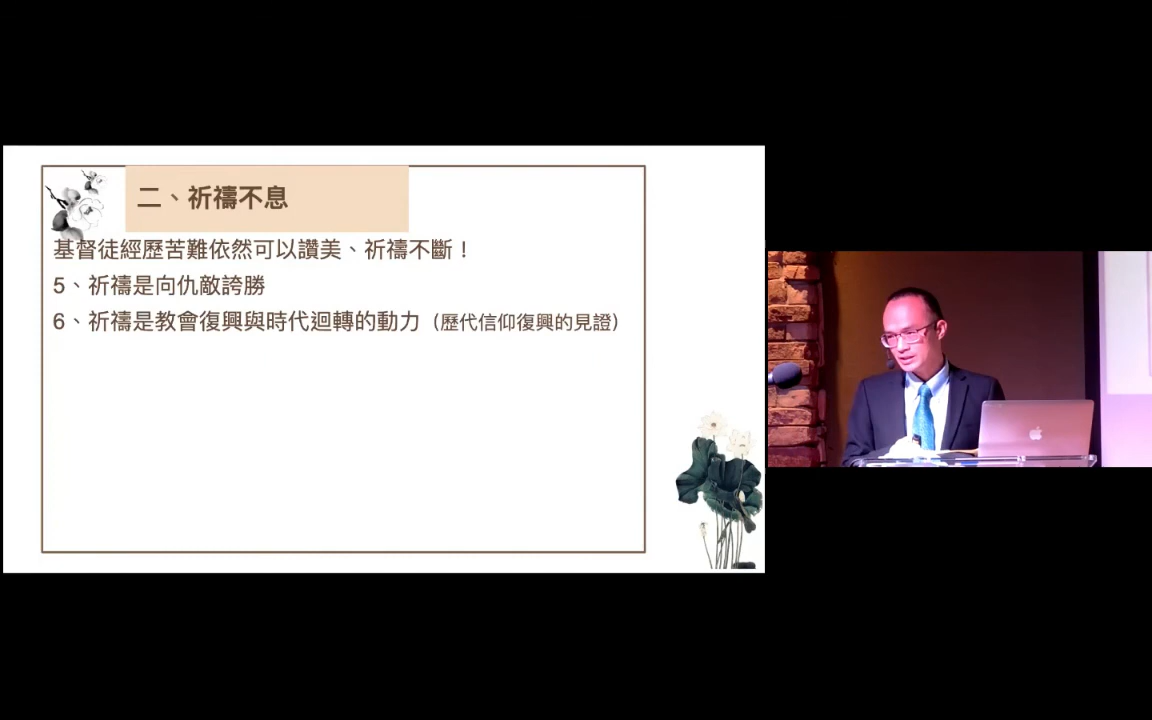 二、祈禱不息
基督徒經歷苦難依然可以讚美、祈禱不斷！
5、祈禱是向仇敵誇勝
6、祈禱是教會復興與時代迴轉的動力（歷代信仰復興的見證）